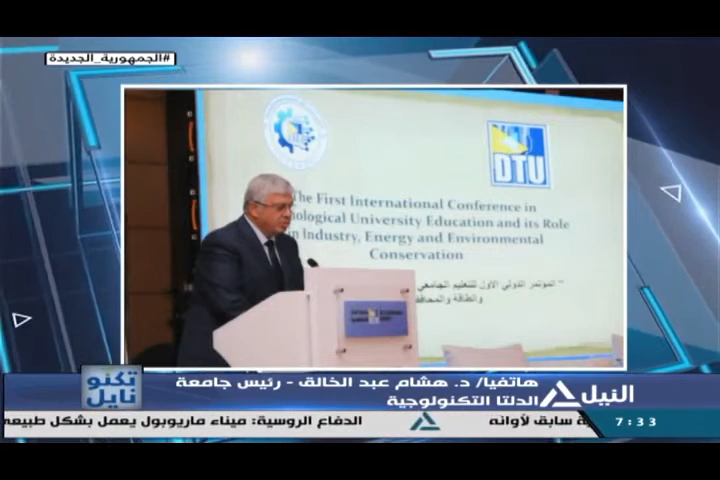 #الجمهورية_الجديدة
DTU
The First International Conference in
ological University Education and its Role
in Industry, Energy and Environmental
Conservation
" المؤتمر الدولي الأول للتعليم الجامعي
والطاقة والمحافظ
تكنو
نايل
هاتفيا/ د. هشام عبد الخالق - رئيس جامعة
الدلتا التكنولوجية
النيل
7:33
ة سابق لأوانه
الدفاع الروسية: ميناء ماريوبول يعمل بشكل طبيعي